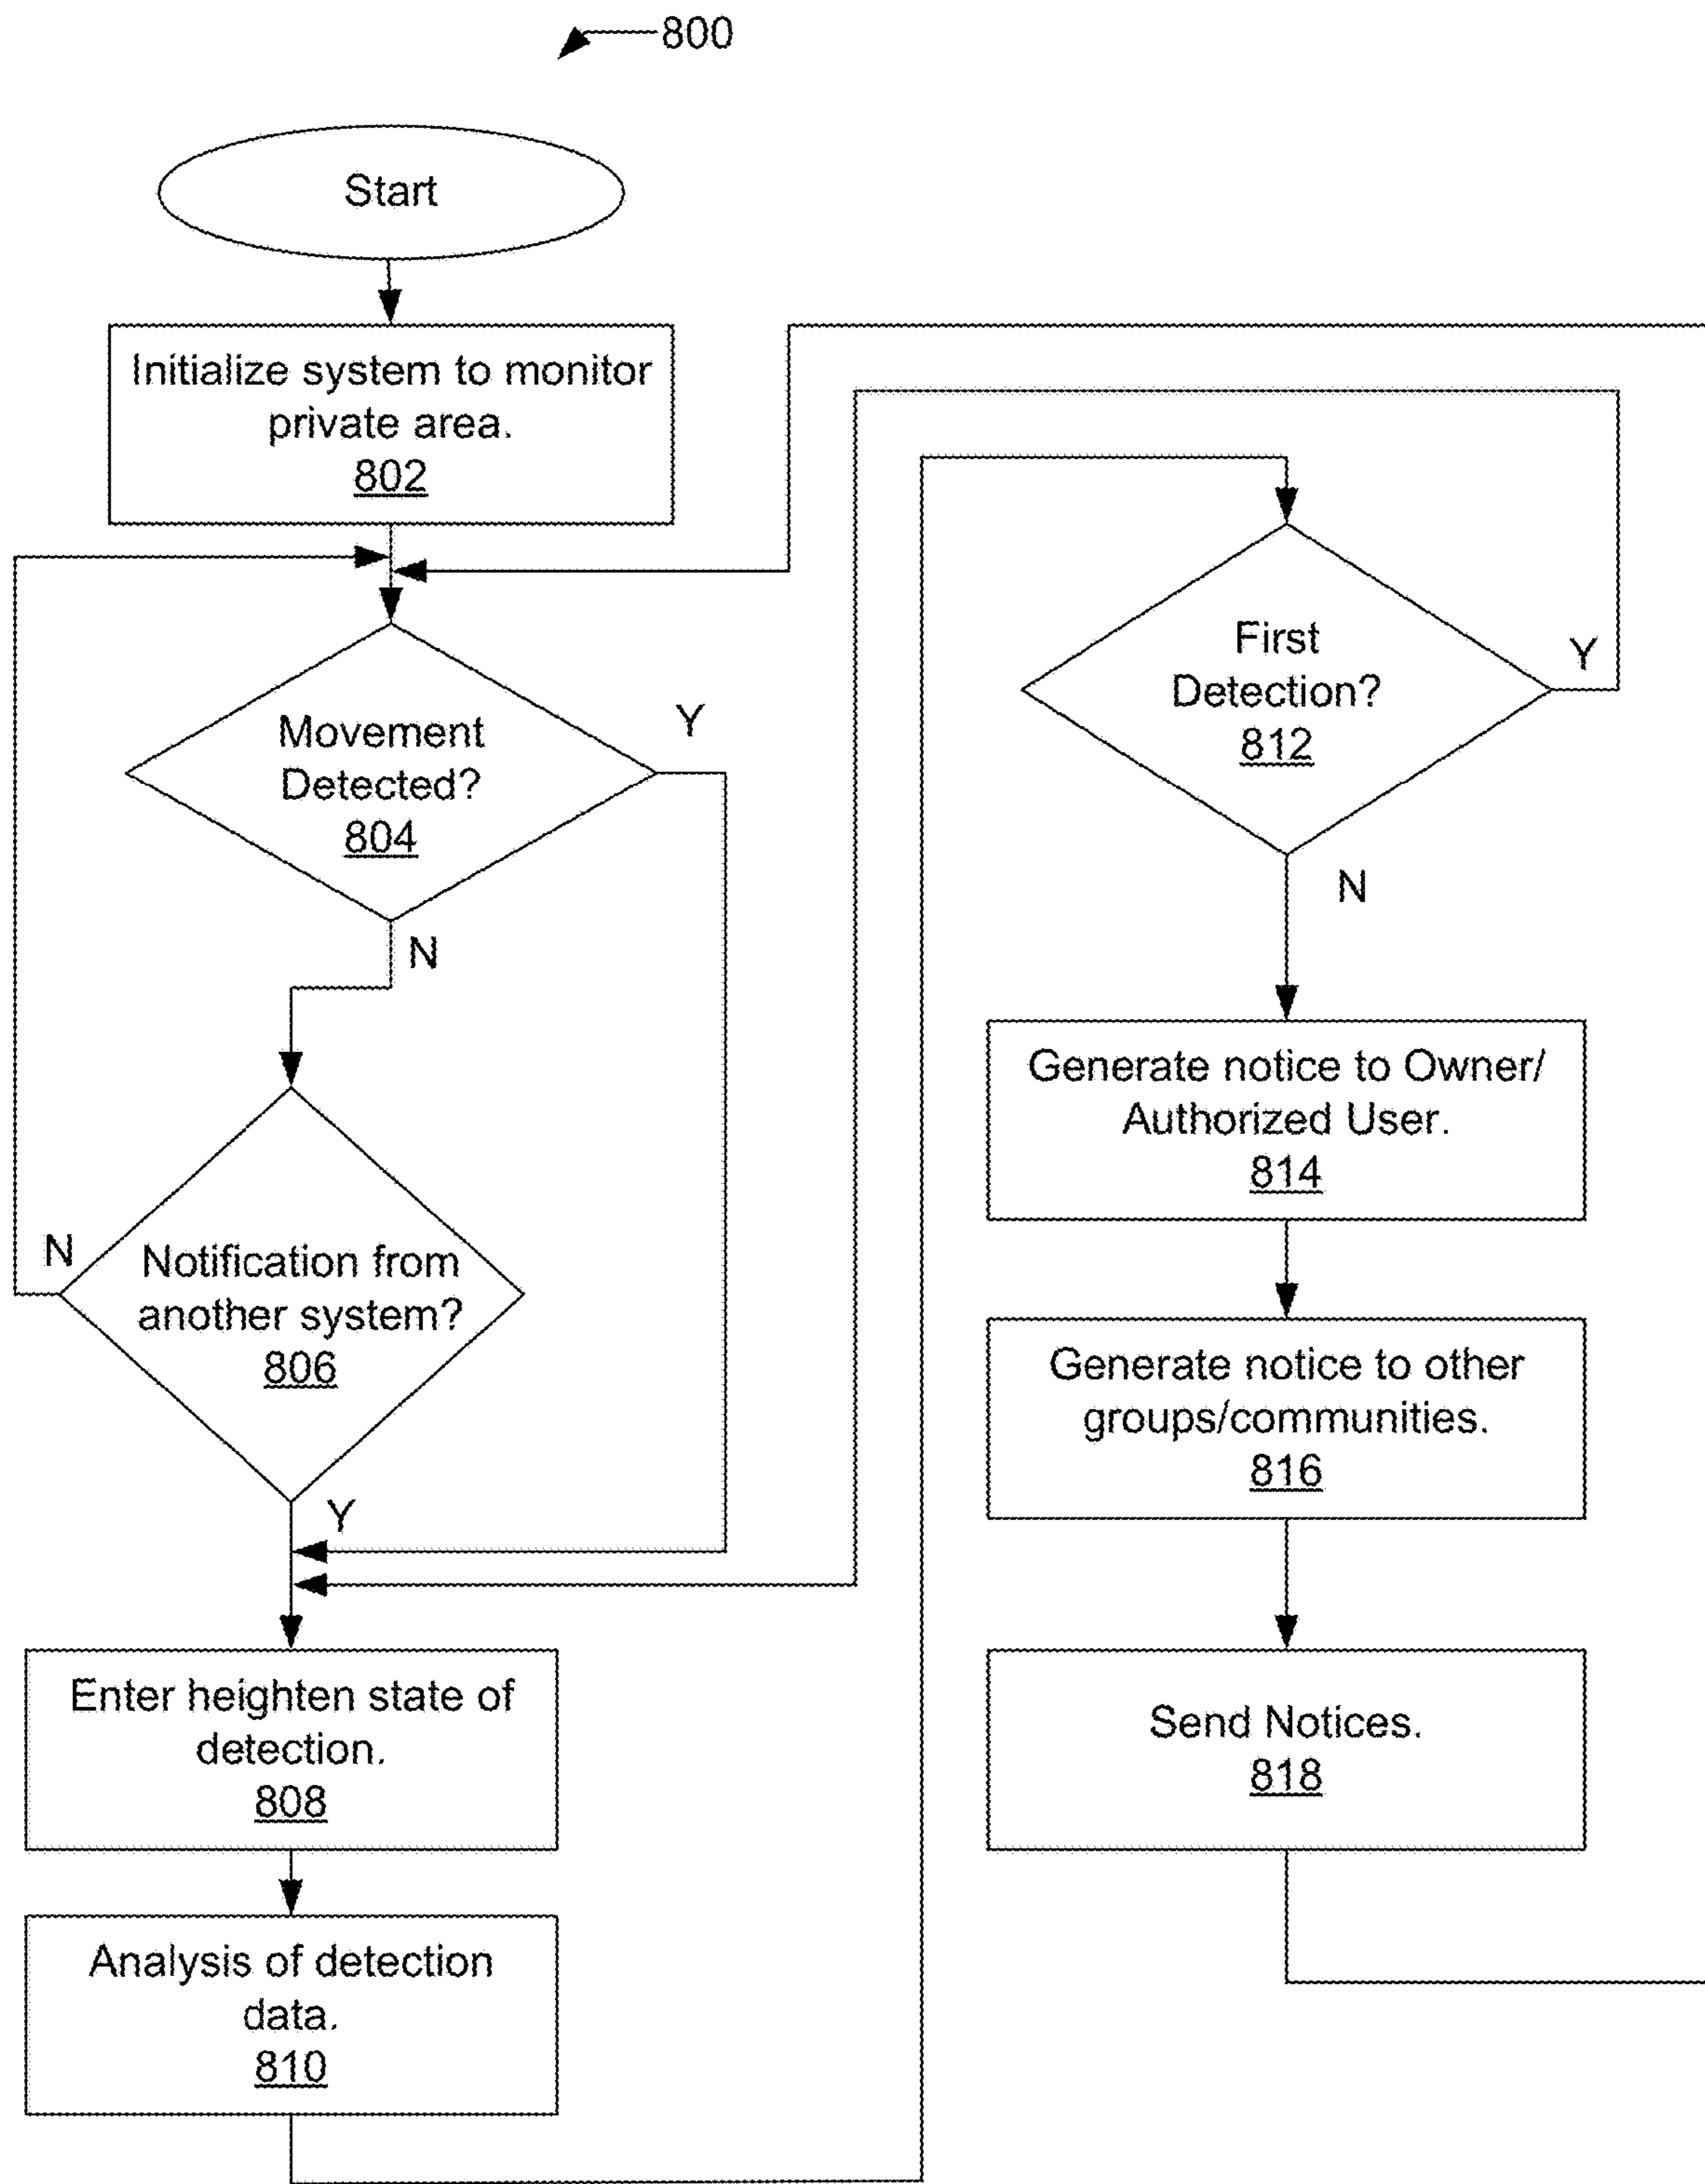 800
Start
Initialize system to monitor
private area.
802
Movement
Detected?
804
Y
N
Notification from
another system?
806
N
Y
Enter heighten state of
detection.
808
Analysis of detection
data.
810
First
Detection?
812
Y
N
Generate notice to Owner/
Authorized User.
814
Generate notice to other
groups/communities.
816
Send Notices.
818